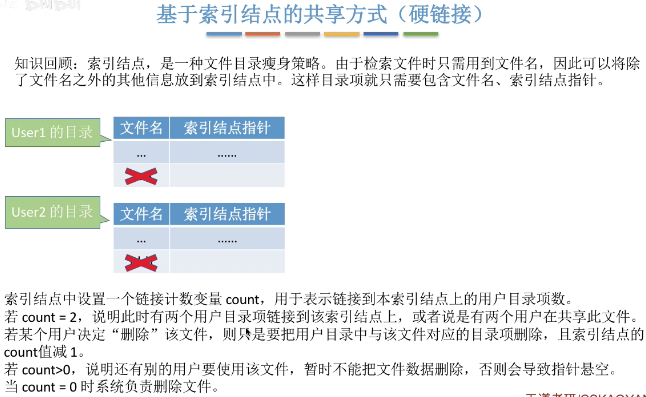 基于索引结点的共享方式（硬链接）
知识回顾：索引结点，是一种文件目录瘦身策略。由于检索文件时只需用到文件名，因此可以将除
了文件名之外的其他信息放到索引结点中。这样目录项就只需要包含文件名、索引结点指针。
User1 的目录
文件名 索引结点指针
... ......
User2 的目录
文件名 索引结点指针
... ......
索引结点中设置一个链接计数变量 count，用于表示链接到本索引结点上的用户目录项数。
若 count = 2，说明此时有两个用户目录项链接到该索引结点上，或者说是有两个用户在共享此文件。
若某个用户决定“删除”该文件，则只是要把用户目录中与该文件对应的目录项删除，且索引结点的
count值减 1。
若 count>0，说明还有别的用户要使用该文件，暂时不能把文件数据删除，否则会导致指针悬空。
当 count = 0 时系统负责删除文件。